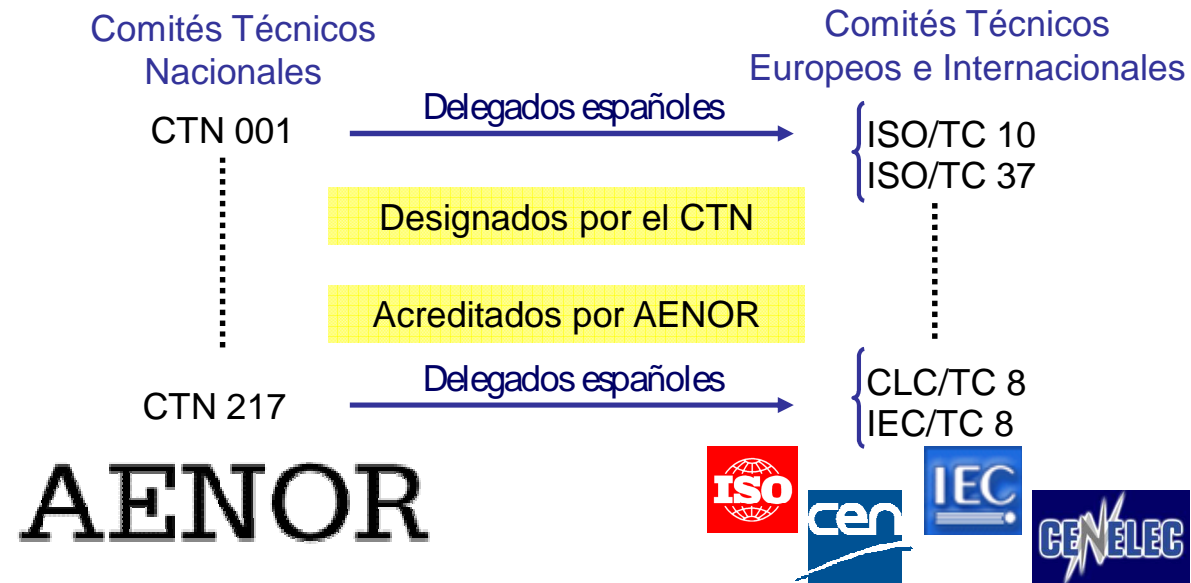 Comités Técnicos
Nacionales
Comités Técnicos
Europeos e Internacionales
CTN 001
Delegados españoles
ISO/TC 10
ISO/TC 37
Designados por el CTN
Acreditados por AENOR
CTN 217
Delegados españoles
CLC/TC 8
IEC/TC 8
AENOR
ISO
cen
IEC
CENELEC